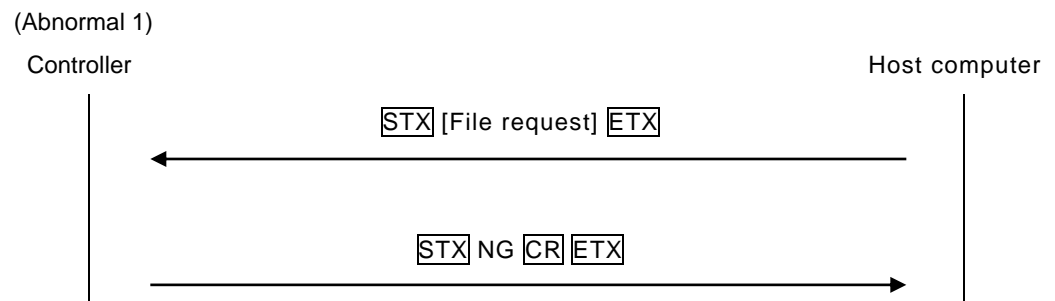 (Abnormal 1)
Controller Host computer
STX [File request] ETX
STX NG CR ETX